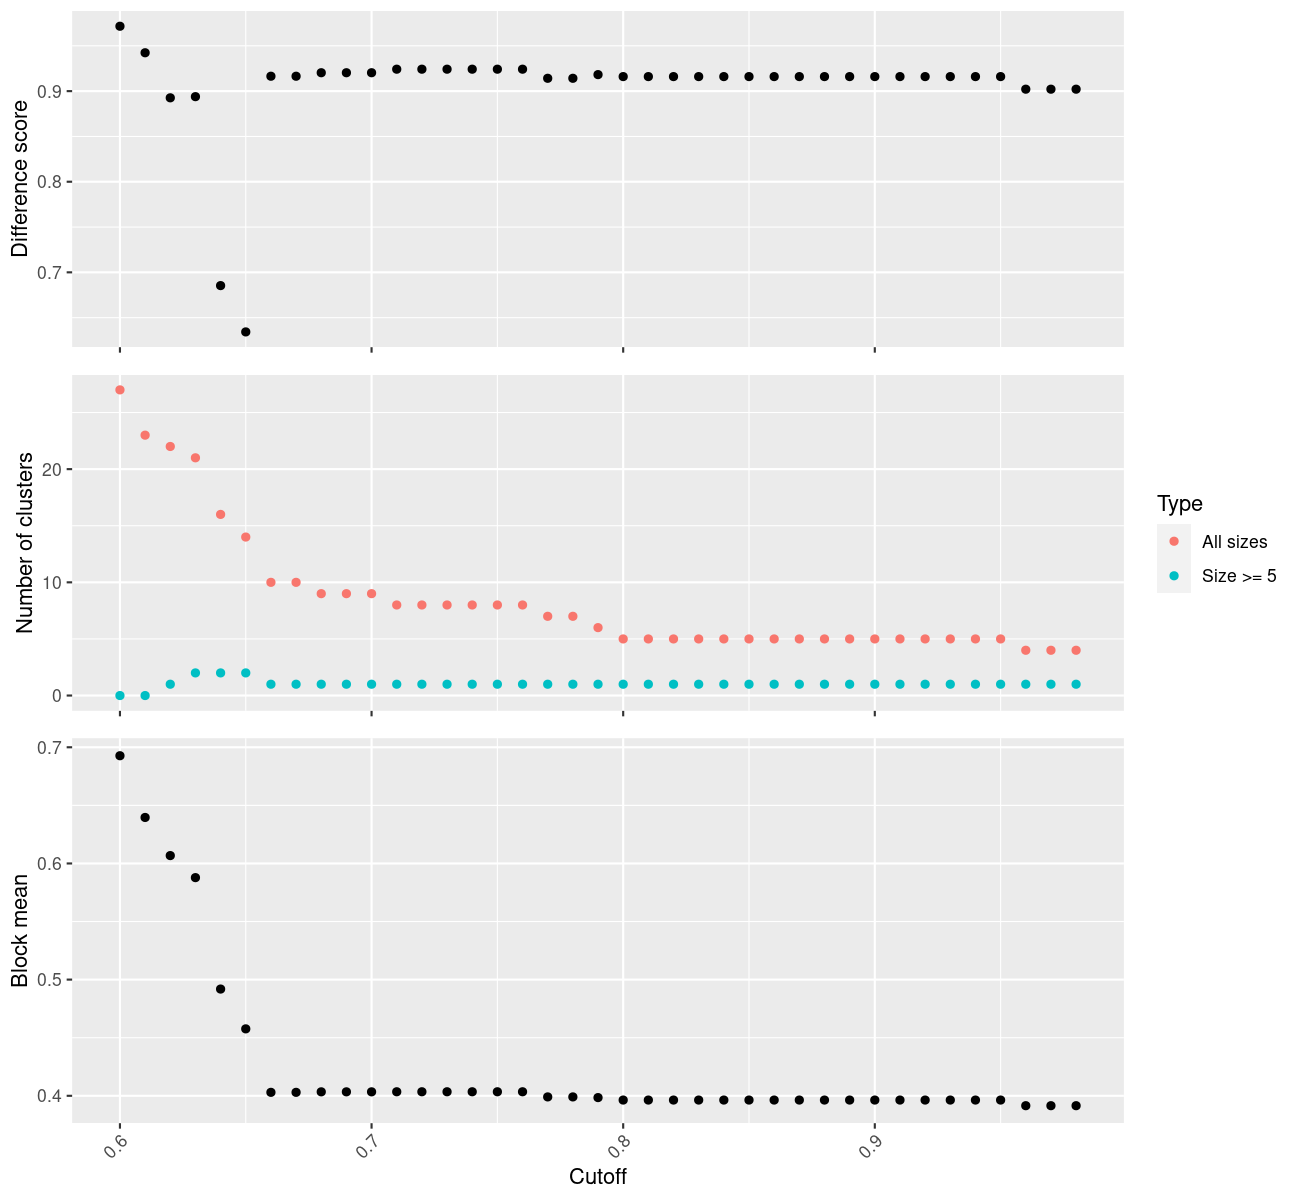 Difference score
0.9
0.8
0.7
Number of clusters
20
10
0
Type
All sizes
Size >= 5
Block mean
0.7
0.6
0.5
0.4
0.6
0.7
0.8
0.9
Cutoff